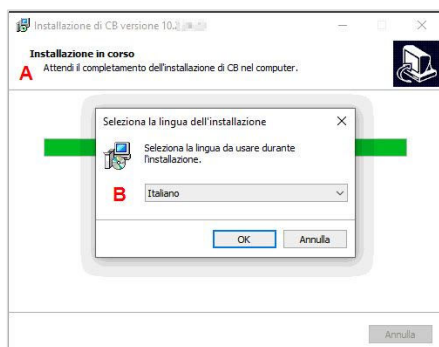 Installazione di CB versione 10.
Installazione in corso
A
Attendi il completamento dell'installazione di CB nel computer.
Seleziona la lingua dell'installazione
Seleziona la lingua da usare durante
l'installazione.
B
Italiano
OK
Annulla
Annulla